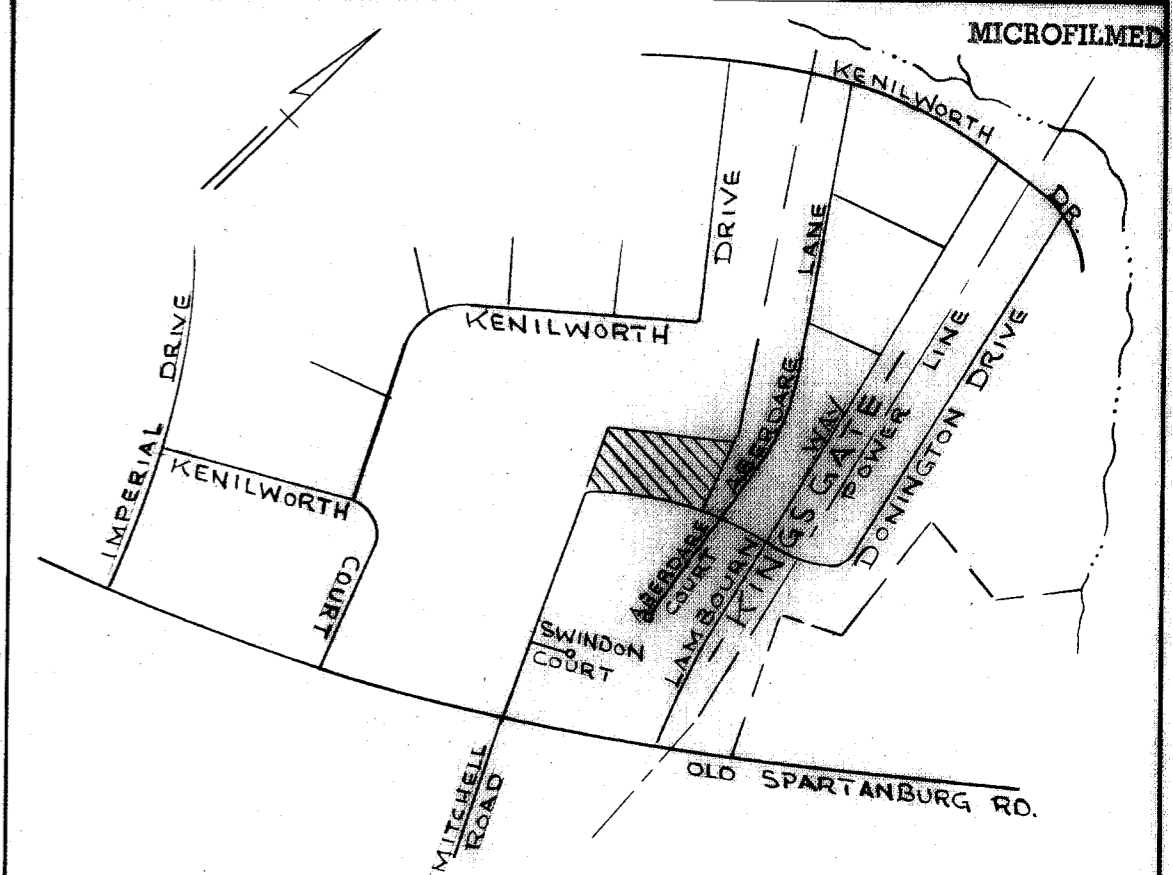 MICROFILMED
KENILWORTH
DR.
DRIVE
LANE
IMPERIAL DRIVE
KENILWORTH
LINE
ABERDARE
WAY
KINGS GATE
POWER
DONINGTON DRIVE
KENILWORTH
COURT
ABERDARE
COURT
LAMBOURN
SWINDON
COURT
MITCHELL
ROAD
OLD SPARTANBURG RD.